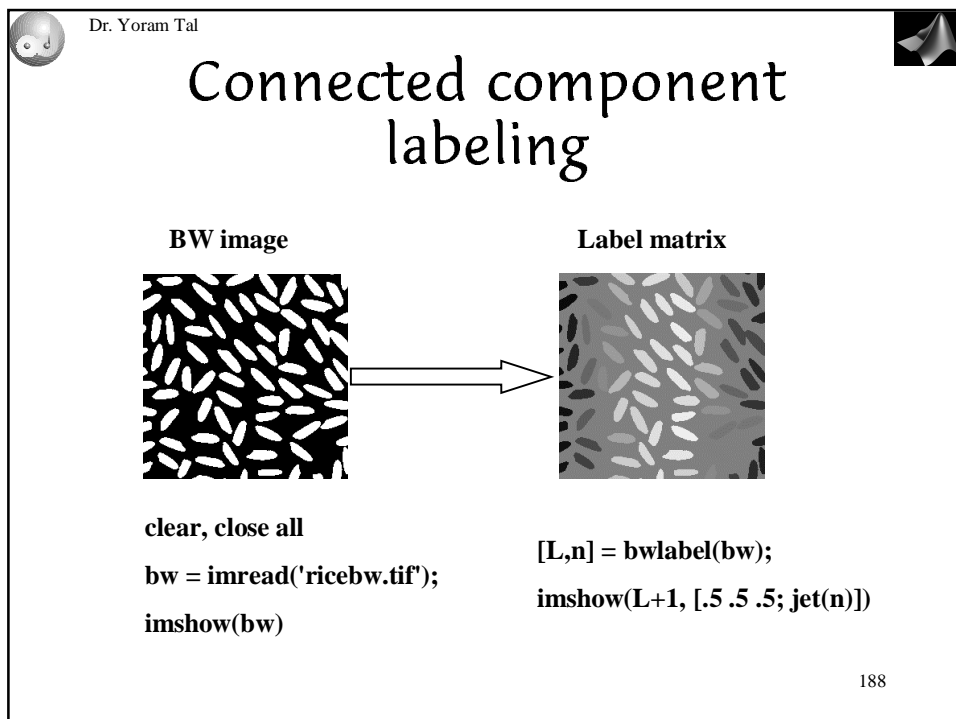 Dr. Yoram Tal
Connected component
labeling
BW image
Label matrix
clear, close all
bw = imread('ricebw.tif');
imshow(bw)
[L,n] = bwlabel(bw);
imshow(L+1, [.5 .5 .5; jet(n)])
188